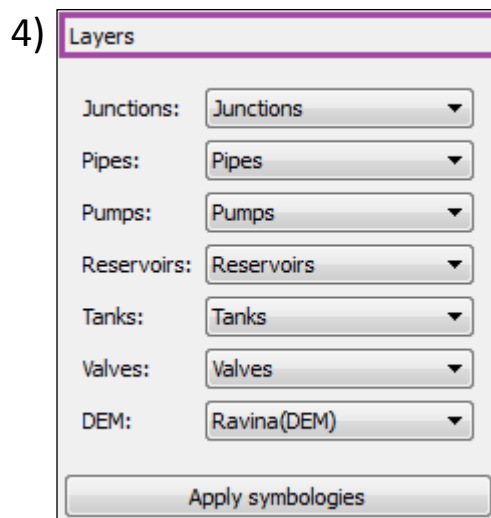 4) Layers
Junctions: Junctions
Pipes: Pipes
Pumps: Pumps
Reservoirs: Reservoirs
Tanks: Tanks
Valves: Valves
DEM: Ravina(DEM)
Apply symbologies